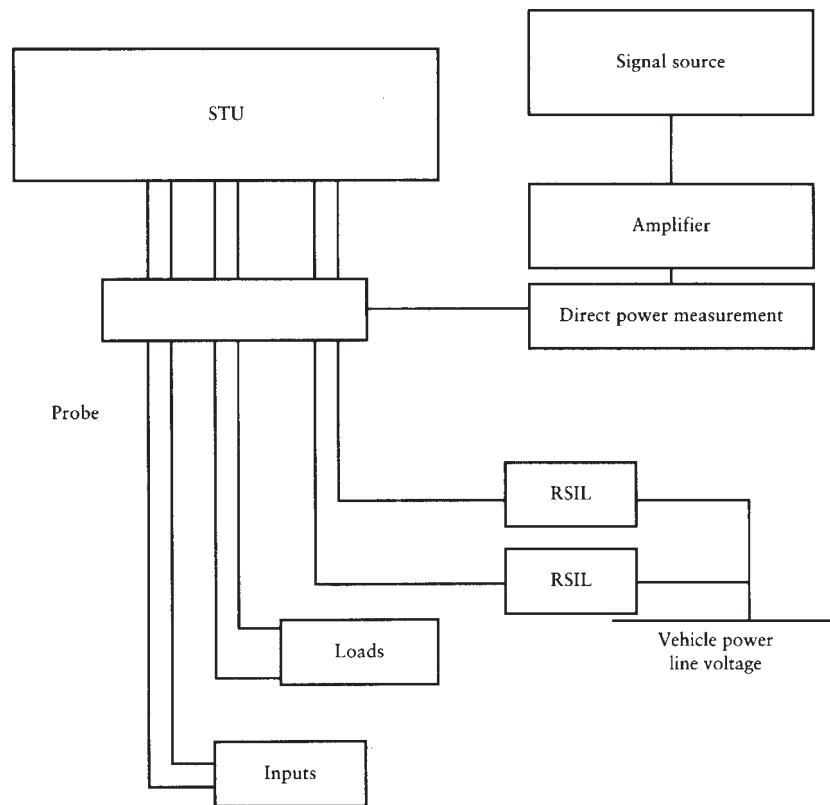 STU
Signal source
Amplifier
Direct power measurement
Probe
RSIL
RSIL
Vehicle power
line voltage
Loads
Inputs